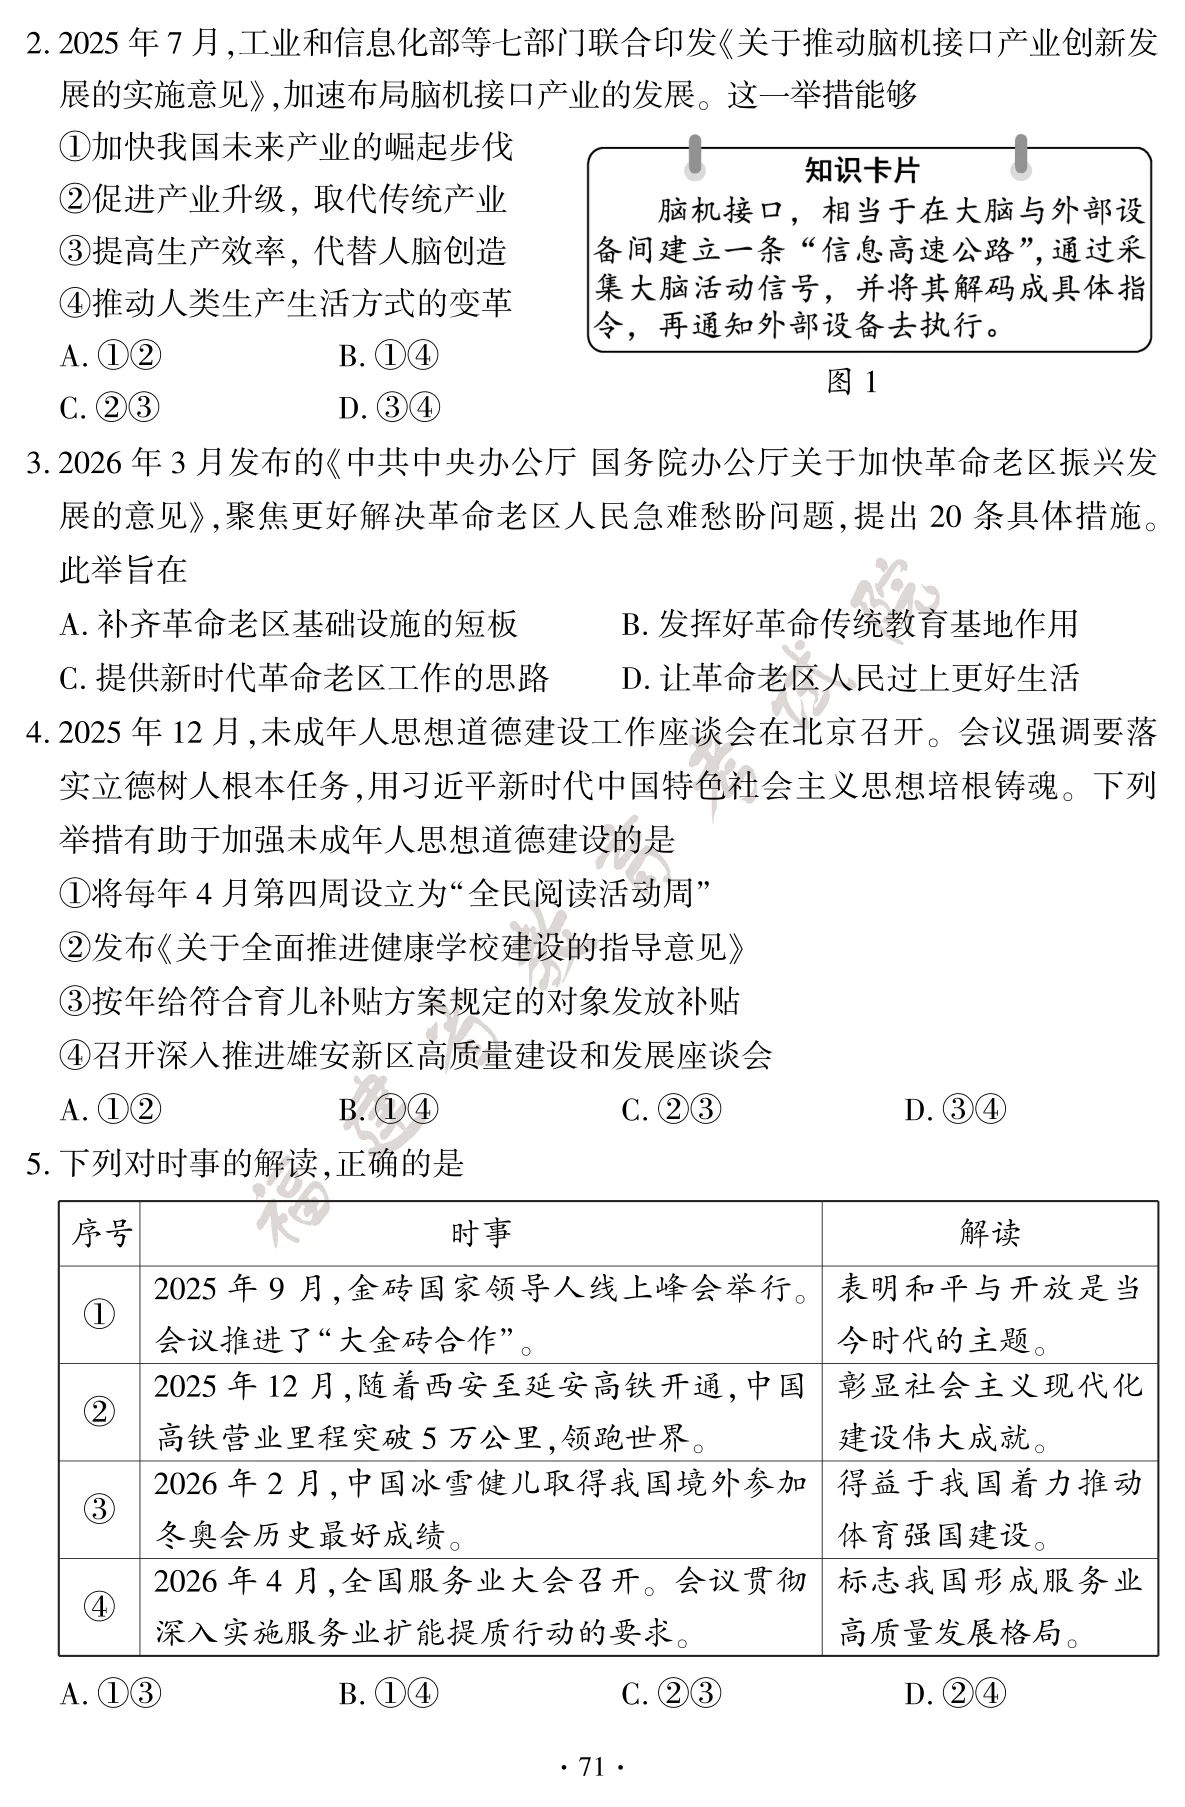 2. 2025 年 7 月,工业和信息化部等七部门联合印发《关于推动脑机接口产业创新发
展的实施意见》,加速布局脑机接口产业的发展。这一举措能够
①加快我国未来产业的崛起步伐
②促进产业升级，取代传统产业
③提高生产效率，代替人脑创造
④推动人类生产生活方式的变革
A. ①② B. ①④
C. ②③ D. ③④
知识卡片
脑机接口，相当于在大脑与外部设
备间建立一条“信息高速公路”,通过采
集大脑活动信号，并将其解码成具体指
令，再通知外部设备去执行。
图 1
3. 2026 年 3 月发布的《中共中央办公厅 国务院办公厅关于加快革命老区振兴发
展的意见》,聚焦更好解决革命老区人民急难愁盼问题,提出 20 条具体措施。
此举旨在
A. 补齐革命老区基础设施的短板 B. 发挥好革命传统教育基地作用
C. 提供新时代革命老区工作的思路 D. 让革命老区人民过上更好生活
4. 2025 年 12 月,未成年人思想道德建设工作座谈会在北京召开。会议强调要落
实立德树人根本任务,用习近平新时代中国特色社会主义思想培根铸魂。下列
举措有助于加强未成年人思想道德建设的是
①将每年 4 月第四周设立为“全民阅读活动周”
②发布《关于全面推进健康学校建设的指导意见》
③按年给符合育儿补贴方案规定的对象发放补贴
④召开深入推进雄安新区高质量建设和发展座谈会
A. ①② B. ①④ C. ②③ D. ③④
5. 下列对时事的解读,正确的是
序号 时事 解读
① 2025 年 9 月,金砖国家领导人线上峰会举行。 表明和平与开放是当
会议推进了“大金砖合作”。 今时代的主题。
② 2025 年 12 月,随着西安至延安高铁开通,中国 彰显社会主义现代化
高铁营业里程突破 5 万公里,领跑世界。 建设伟大成就。
③ 2026 年 2 月,中国冰雪健儿取得我国境外参加 得益于我国着力推动
冬奥会历史最好成绩。 体育强国建设。
④ 2026 年 4 月,全国服务业大会召开。会议贯彻 标志我国形成服务业
深入实施服务业扩能提质行动的要求。 高质量发展格局。
A. ①③ B. ①④ C. ②③ D. ②④
· 71 ·
福建省教育考试院